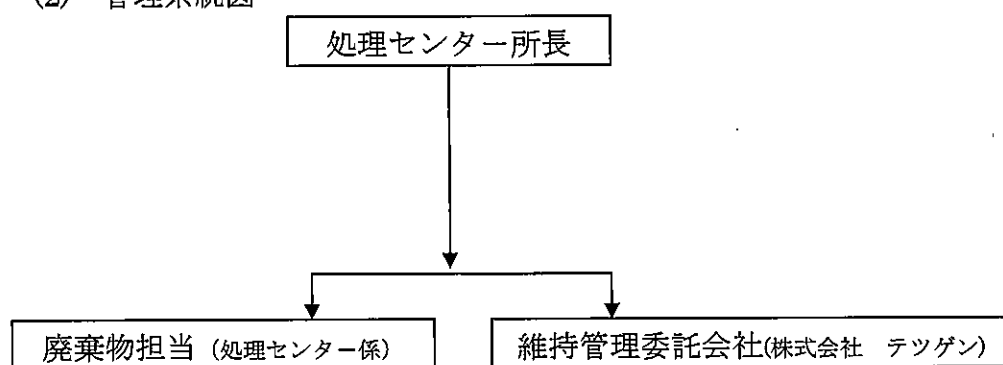 (2) 管理系統図
処理センター所長
廃棄物担当（処理センター係）
維持管理委託会社(株式会社　テツゲン)